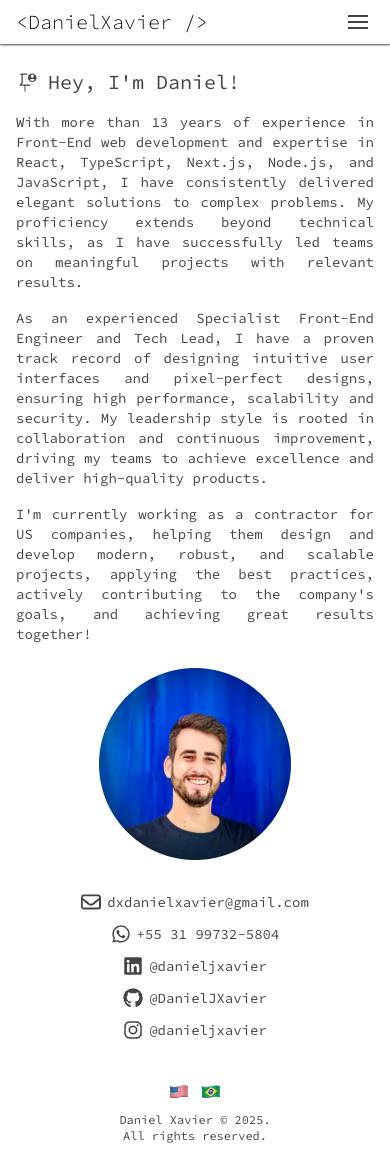 <DanielXavier />
Hey, I'm Daniel!
With more than 13 years of experience in
Front-End web development and expertise in
React, TypeScript, Next.js, Node.js, and
JavaScript, I have consistently delivered
elegant solutions to complex problems. My
proficiency extends beyond technical
skills, as I have successfully led teams
on meaningful projects with relevant
results.
As an experienced Specialist Front-End
Engineer and Tech Lead, I have a proven
track record of designing intuitive user
interfaces and pixel-perfect designs,
ensuring high performance, scalability and
security. My leadership style is rooted in
collaboration and continuous improvement,
driving my teams to achieve excellence and
deliver high-quality products.
I'm currently working as a contractor for
US companies, helping them design and
develop modern, robust, and scalable
projects, applying the best practices,
actively contributing to the company's
goals, and achieving great results
together!
dxdanielxavier@gmail.com
+55 31 99732-5804
@danieljxavier
@DanielJXavier
@danieljxavier
Daniel Xavier © 2025.
All rights reserved.